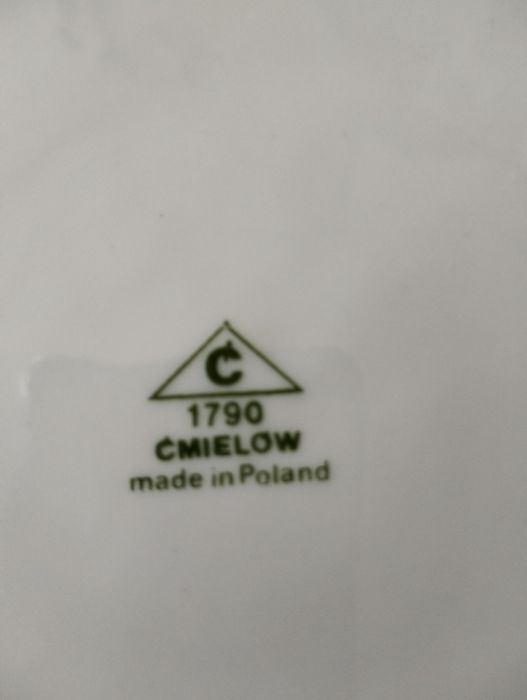 Ć
1790
ĆMIELÓW
made in Poland